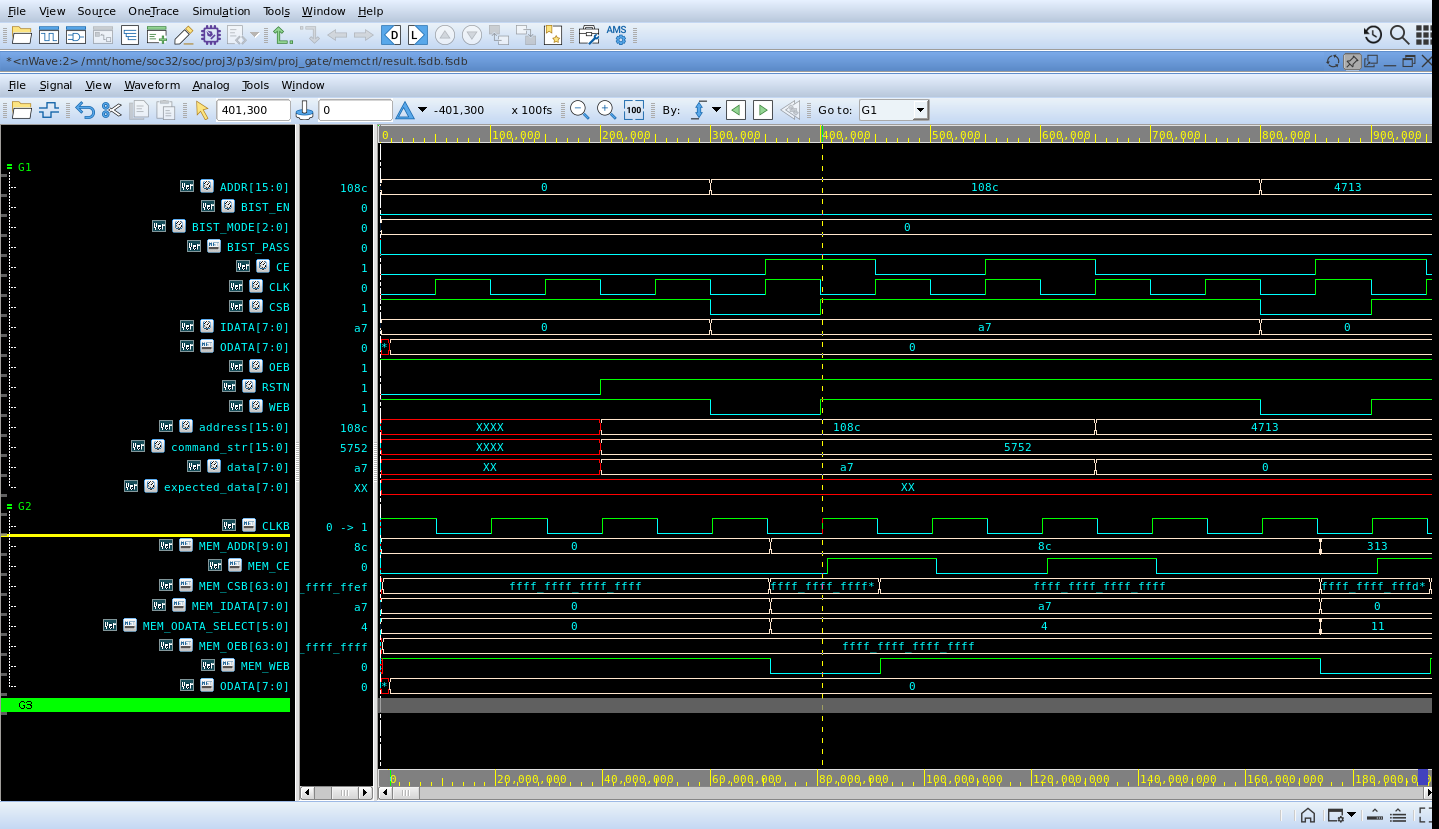 File View Source OneTrace Simulation Tools Window Help
D L AMS
*<nWave:2> /mnt/home/soc32/soc/proj3/p3/sim/proj_gate/memctrl/result.fsdb.fsdb
File Signal View Waveform Analog Tools Window
401,300 0 -401,300 x 100fs 100 By: Go to: G1
0 100,000 200,000 300,000 400,000 500,000 600,000 700,000 800,000 900,000
G1
ADDR[15:0] 108c 0 108c 4713
BIST_EN 0
BIST_MODE[2:0] 0 0
BIST_PASS 0
CE 1
CLK 0
CSB 1
IDATA[7:0] a7 0 a7 0
ODATA[7:0] 0 * 0
OEB 1
RSTN 1
WEB 1
address[15:0] 108c XXXX 108c 4713
command_str[15:0] 5752 XXXX 5752
data[7:0] a7 XX a7 0
expected_data[7:0] XX XX
G2
CLKB 0 -> 1
MEM_ADDR[9:0] 8c 0 8c 313
MEM_CE 0
MEM_CSB[63:0] _ffff_ffef ffff_ffff_ffff_ffff ffff_ffff_ffff* ffff_ffff_ffff_ffff ffff_ffff_fffd*
MEM_IDATA[7:0] a7 0 a7 0
MEM_ODATA_SELECT[5:0] 4 0 4 11
MEM_OEB[63:0] _ffff_ffff ffff_ffff_ffff_ffff
MEM_WEB 0
ODATA[7:0] 0 * 0
G3
0 20,000,000 40,000,000 60,000,000 80,000,000 100,000,000 120,000,000 140,000,000 160,000,000